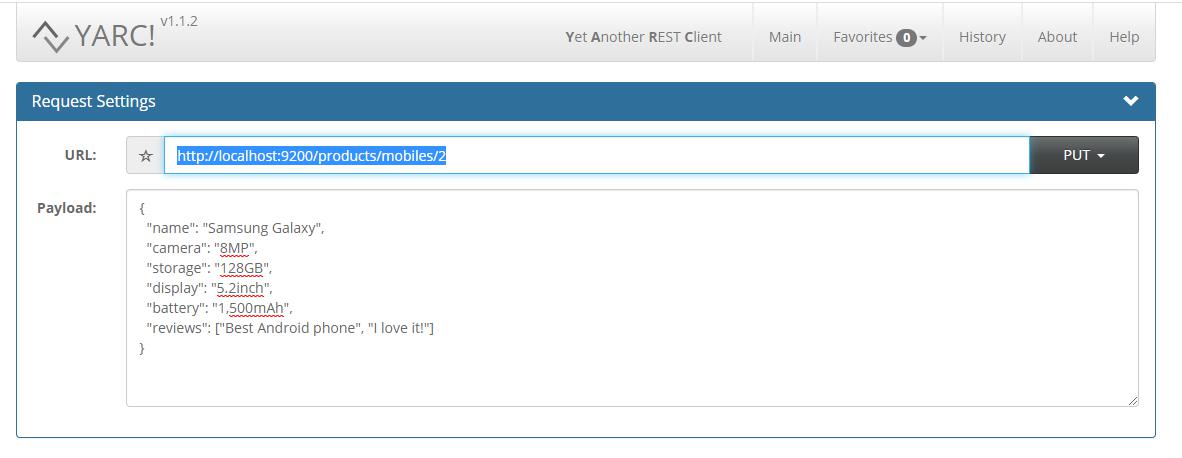 YARC! v1.1.2
Yet Another REST Client Main Favorites 0 History About Help
Request Settings
URL: http://localhost:9200/products/mobiles/2 PUT
Payload: {
"name": "Samsung Galaxy",
"camera": "8MP",
"storage": "128GB",
"display": "5.2inch",
"battery": "1,500mAh",
"reviews": ["Best Android phone", "I love it!"]
}